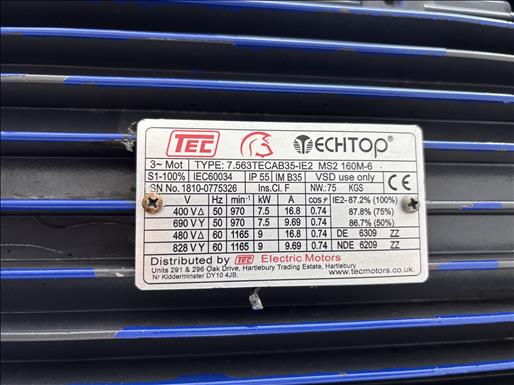 TEC TECHTOP®
3~ Mot TYPE: 7.563TECAB35-IE2 MS2 160M-6
S1-100% IEC60034 IP 55 IM B35 VSD use only
SN No. 1810-0775326 Ins.Cl. F NW.: 75 KGS CE
V Hz min⁻¹ kW A cos φ IE2- 87.2% (100%)
400 V△ 50 970 7.5 16.8 0.74 87.8% (75%)
690 V Y 50 970 7.5 9.69 0.74 86.7% (50%)
480 V△ 60 1165 9 16.8 0.74 DE 6309 ZZ
828 V Y 60 1165 9 9.69 0.74 NDE 6209 ZZ
Distributed by TEC Electric Motors
Units 291 & 296 Oak Drive, Hartlebury Trading Estate, Hartlebury
Nr Kidderminster DY10 4JB. www.tecmotors.co.uk